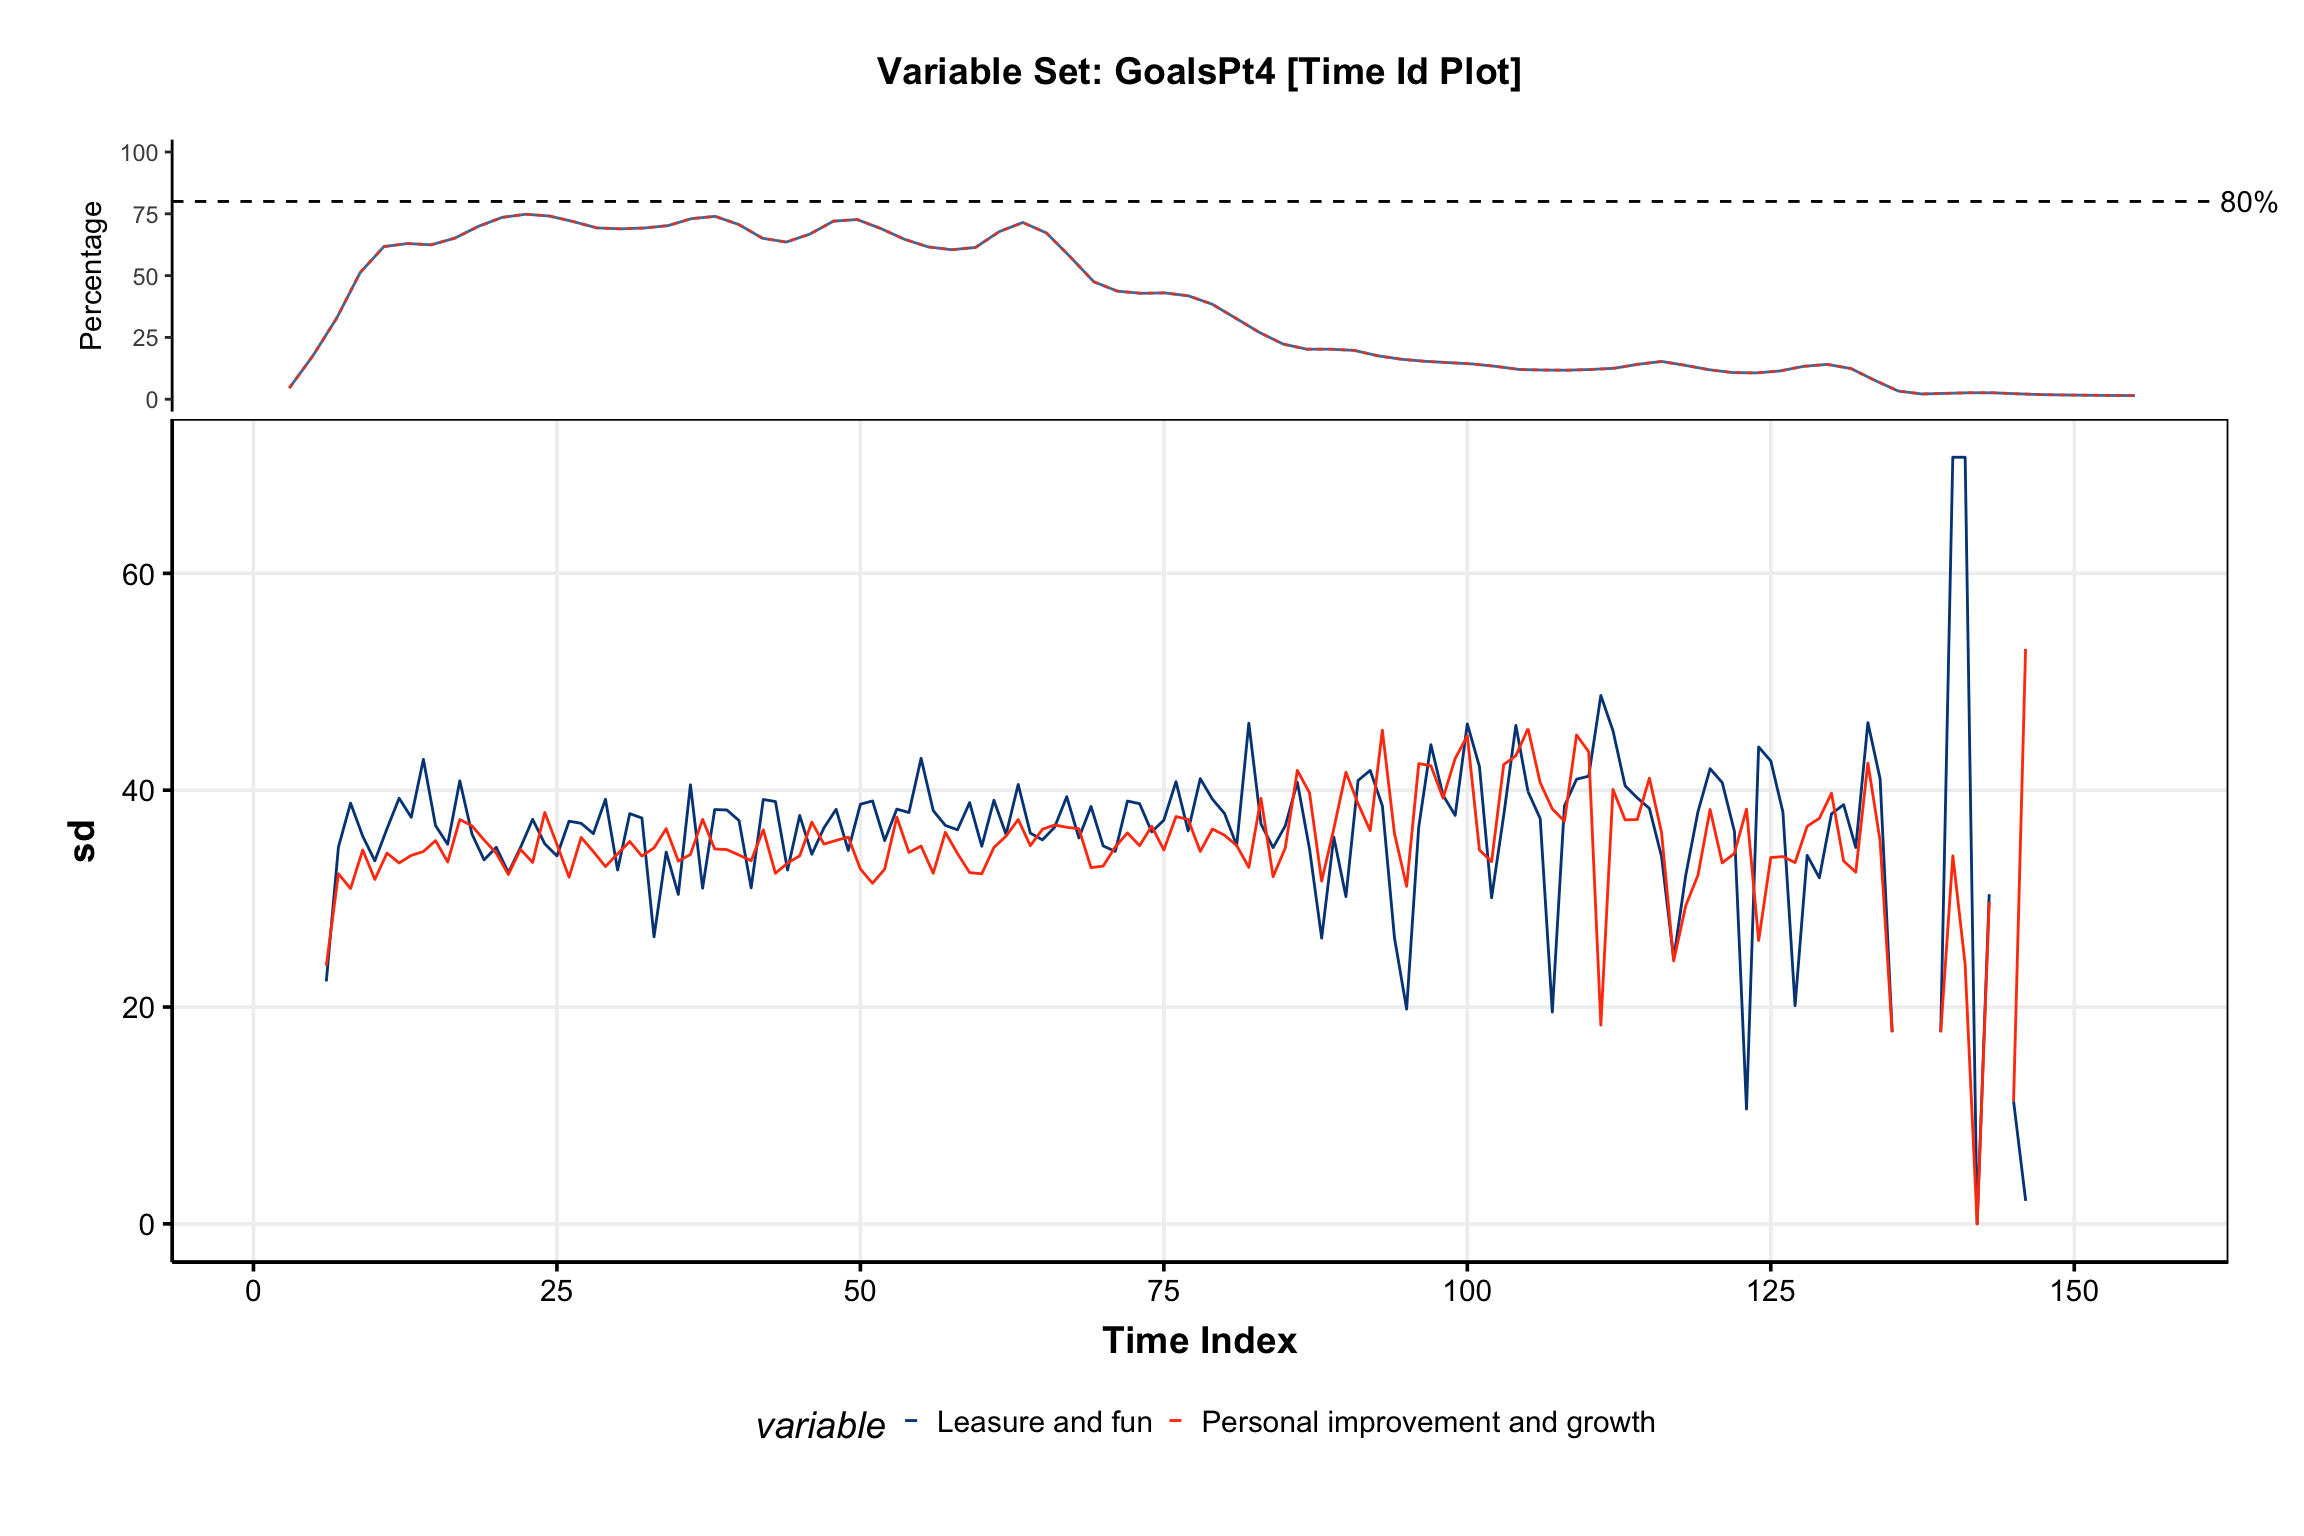 Variable Set: GoalsPt4 [Time Id Plot]
100
75
50
25
0
Percentage
80%
60
40
20
0
sd
0 25 50 75 100 125 150
Time Index
variable Leasure and fun Personal improvement and growth